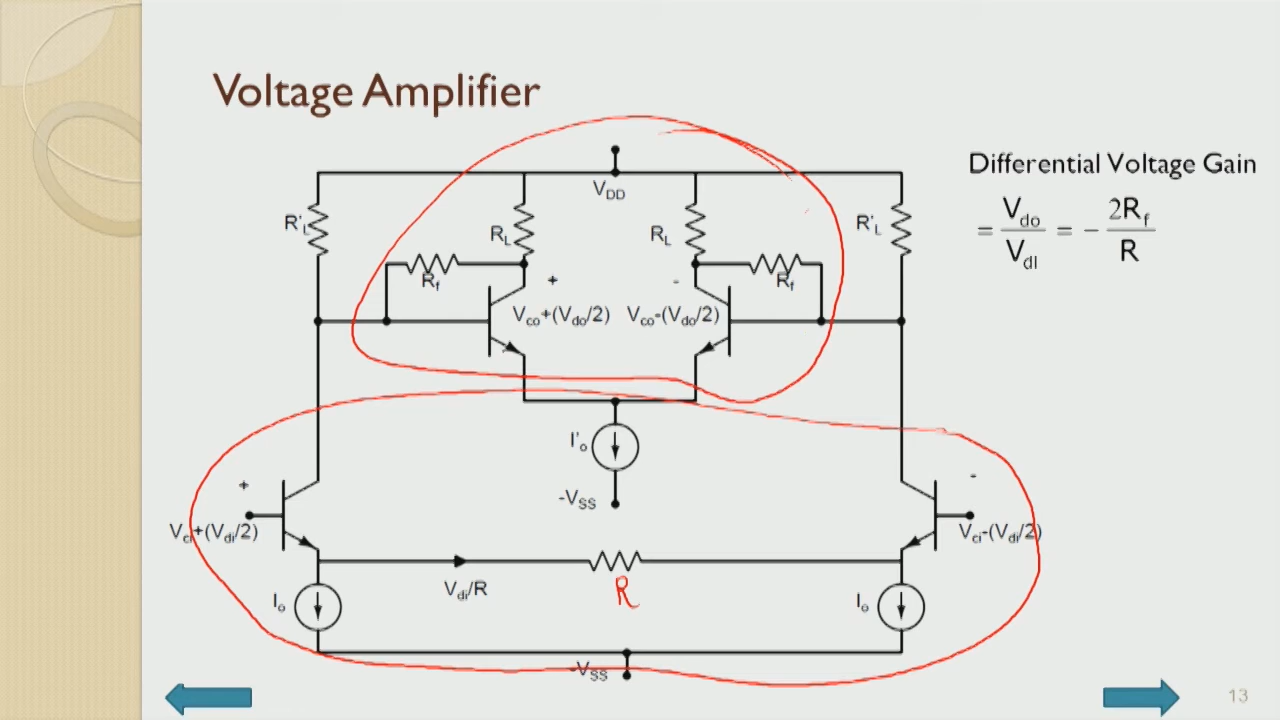 Voltage Amplifier
Differential Voltage Gain
= Vdo/VdI = - 2Rf/R
VDD
R'L
RL
RL
R'L
Rf
Rf
+
-
Vco+(Vdo/2)
Vco-(Vdo/2)
I'o
-VSS
+
-
Vci+(Vdi/2)
Vci-(Vdi/2)
Vdi/R
R
Io
Io
-VSS
13